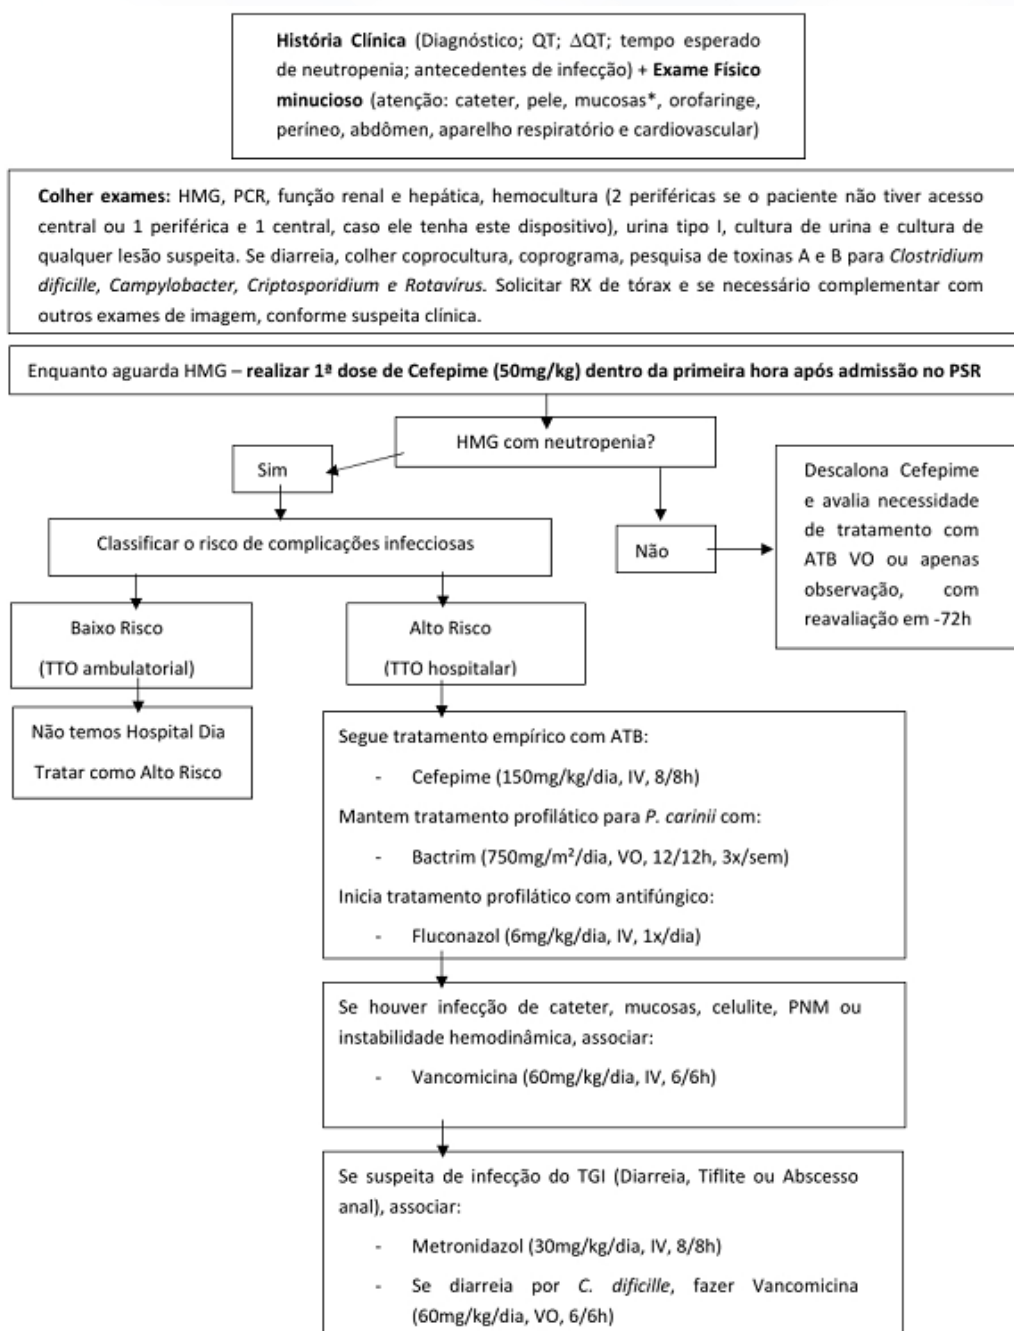 História Clínica (Diagnóstico; QT; ΔQT; tempo esperado
de neutropenia; antecedentes de infecção) + Exame Físico
minucioso (atenção: cateter, pele, mucosas*, orofaringe,
períneo, abdômen, aparelho respiratório e cardiovascular)
Colher exames: HMG, PCR, função renal e hepática, hemocultura (2 periféricas se o paciente não tiver acesso
central ou 1 periférica e 1 central, caso ele tenha este dispositivo), urina tipo I, cultura de urina e cultura de
qualquer lesão suspeita. Se diarreia, colher coprocultura, coprograma, pesquisa de toxinas A e B para Clostridium
dificille, Campylobacter, Criptosporidium e Rotavírus. Solicitar RX de tórax e se necessário complementar com
outros exames de imagem, conforme suspeita clínica.
Enquanto aguarda HMG – realizar 1ª dose de Cefepime (50mg/kg) dentro da primeira hora após admissão no PSR
HMG com neutropenia?
Sim
Não
Descalona Cefepime
e avalia necessidade
de tratamento com
ATB VO ou apenas
observação, com
reavaliação em -72h
Classificar o risco de complicações infecciosas
Baixo Risco
(TTO ambulatorial)
Alto Risco
(TTO hospitalar)
Não temos Hospital Dia
Tratar como Alto Risco
Segue tratamento empírico com ATB:
- Cefepime (150mg/kg/dia, IV, 8/8h)
Mantem tratamento profilático para P. carinii com:
- Bactrim (750mg/m²/dia, VO, 12/12h, 3x/sem)
Inicia tratamento profilático com antifúngico:
- Fluconazol (6mg/kg/dia, IV, 1x/dia)
Se houver infecção de cateter, mucosas, celulite, PNM ou
instabilidade hemodinâmica, associar:
- Vancomicina (60mg/kg/dia, IV, 6/6h)
Se suspeita de infecção do TGI (Diarreia, Tiflite ou Abscesso
anal), associar:
- Metronidazol (30mg/kg/dia, IV, 8/8h)
- Se diarreia por C. dificille, fazer Vancomicina
(60mg/kg/dia, VO, 6/6h)